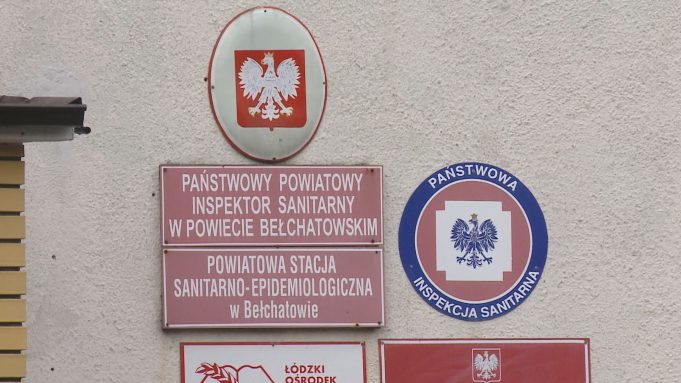 PAŃSTWOWY POWIATOWY
INSPEKTOR SANITARNY
W POWIECIE BEŁCHATOWSKIM
POWIATOWA STACJA
SANITARNO-EPIDEMIOLOGICZNA
w Bełchatowie
PAŃSTWOWA
INSPEKCJA SANITARNA
ŁÓDZKI
OŚRODEK